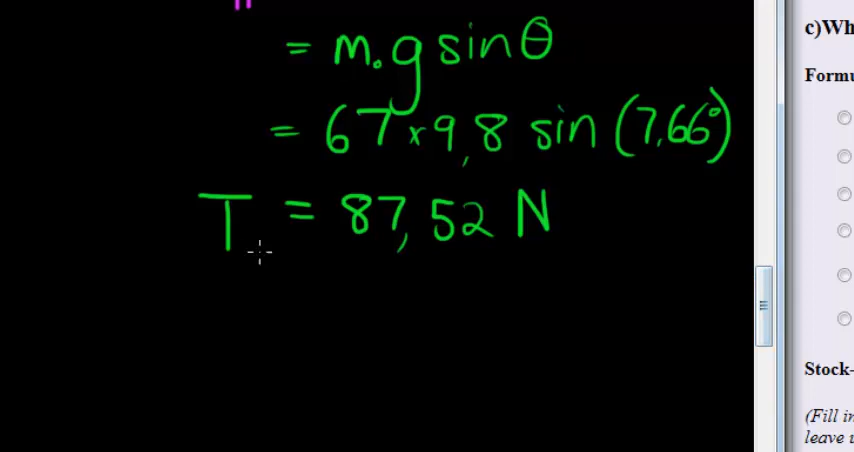 = m.g sinθ
= 67×9,8 sin (7,66°)
T = 87,52 N
c)Wh
Formu
Stock-
(Fill in
leave